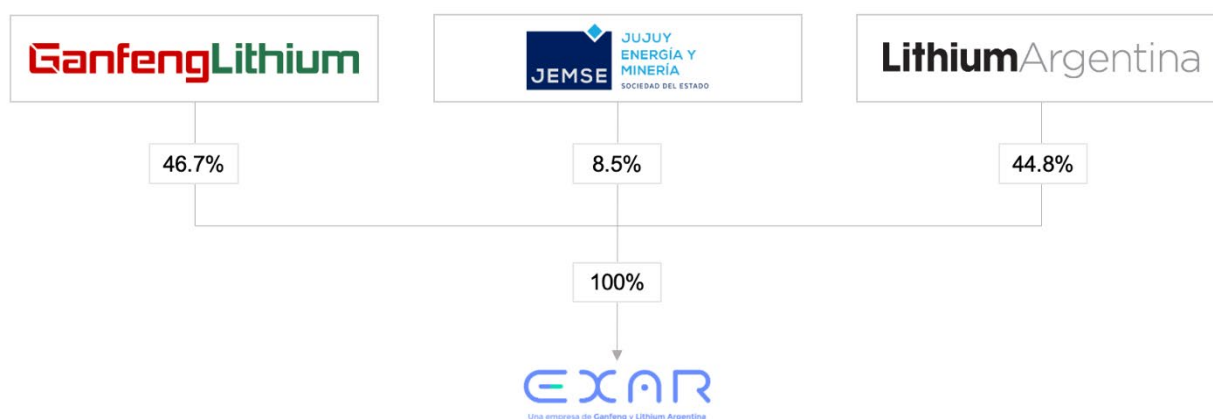 GanfengLithium
JEMSE
JUJUY
ENERGÍA Y
MINERÍA
SOCIEDAD DEL ESTADO
LithiumArgentina
46.7%
8.5%
44.8%
100%
EXAR
Una empresa de Ganfeng y Lithium Argentina